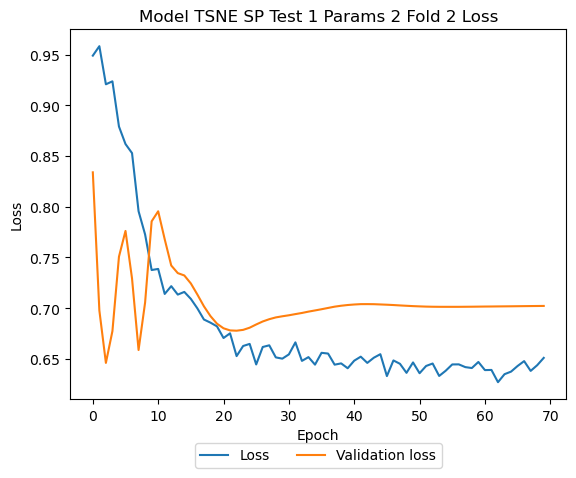 Model TSNE SP Test 1 Params 2 Fold 2 Loss
0.95
0.90
0.85
0.80
0.75
0.70
0.65
Loss
0 10 20 30 40 50 60 70
Epoch
Loss Validation loss